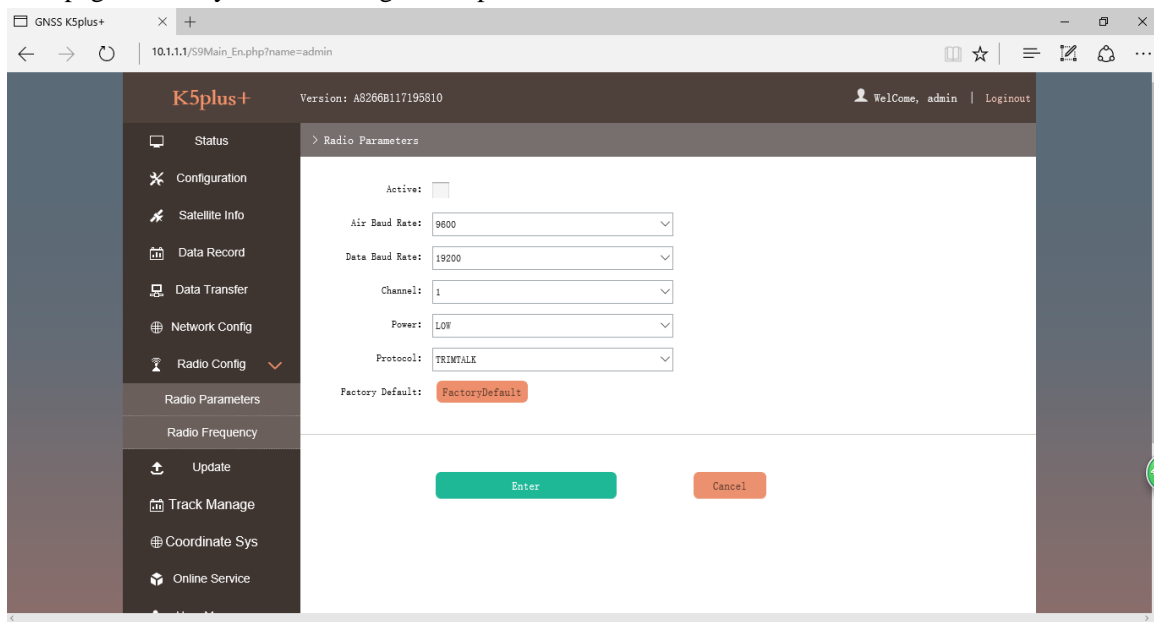 GNSS K5plus+
10.1.1.1/S9Main_En.php?name=admin
K5plus+
Version: A8266B117195810
WelCome, admin | Loginout
Status
> Radio Parameters
Configuration
Active:
Satellite Info
Air Baud Rate: 9600
Data Record
Data Baud Rate: 19200
Data Transfer
Channel: 1
Network Config
Power: LOW
Radio Config
Protocol: TRIMTALK
Radio Parameters
Factory Default: FactoryDefault
Radio Frequency
Update
Enter
Cancel
Track Manage
Coordinate Sys
Online Service